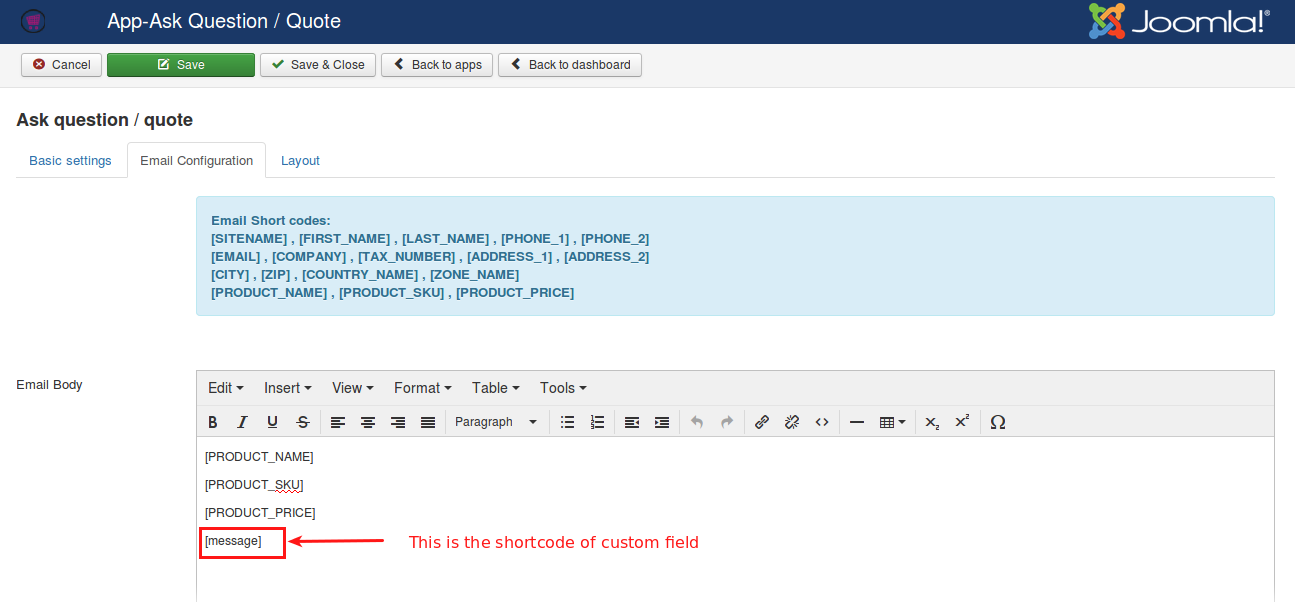 App-Ask Question / Quote
Joomla!®
Cancel Save Save & Close Back to apps Back to dashboard
Ask question / quote
Basic settings Email Configuration Layout
Email Short codes:
[SITENAME] , [FIRST_NAME] , [LAST_NAME] , [PHONE_1] , [PHONE_2]
[EMAIL] , [COMPANY] , [TAX_NUMBER] , [ADDRESS_1] , [ADDRESS_2]
[CITY] , [ZIP] , [COUNTRY_NAME] , [ZONE_NAME]
[PRODUCT_NAME] , [PRODUCT_SKU] , [PRODUCT_PRICE]
Email Body
Edit Insert View Format Table Tools
B I U S Paragraph x₂ x² Ω
[PRODUCT_NAME]
[PRODUCT_SKU]
[PRODUCT_PRICE]
[message] This is the shortcode of custom field